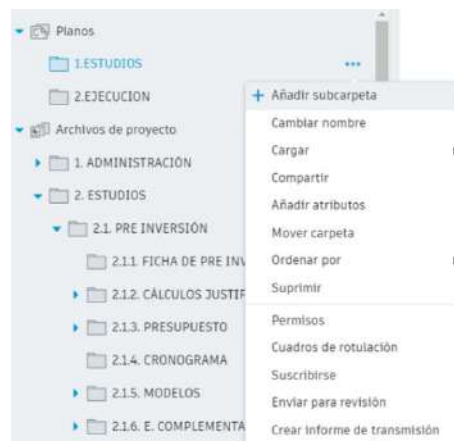 Planos
1.ESTUDIOS
2.EJECUCION
Archivos de proyecto
1. ADMINISTRACIÓN
2. ESTUDIOS
2.1. PRE INVERSIÓN
2.1.1. FICHA DE PRE INV
2.1.2. CÁLCULOS JUSTIF
2.1.3. PRESUPUESTO
2.1.4. CRONOGRAMA
2.1.5. MODELOS
2.1.6. E. COMPLEMENTA
Añadir subcarpeta
Cambiar nombre
Cargar
Compartir
Añadir atributos
Mover carpeta
Ordenar por
Suprimir
Permisos
Cuadros de rotulación
Suscribirse
Enviar para revisión
Crear informe de transmisión